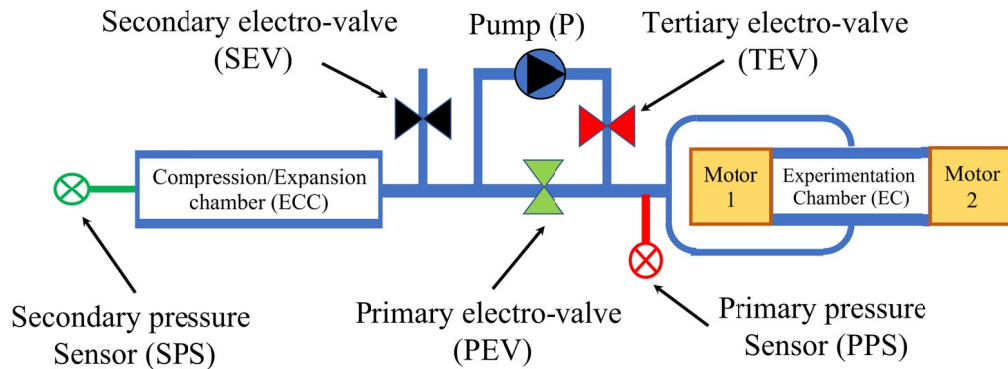 Secondary electro-valve
(SEV)
Pump (P)
Tertiary electro-valve
(TEV)
Compression/Expansion
chamber (ECC)
Motor
1
Experimentation
Chamber (EC)
Motor
2
Secondary pressure
Sensor (SPS)
Primary electro-valve
(PEV)
Primary pressure
Sensor (PPS)